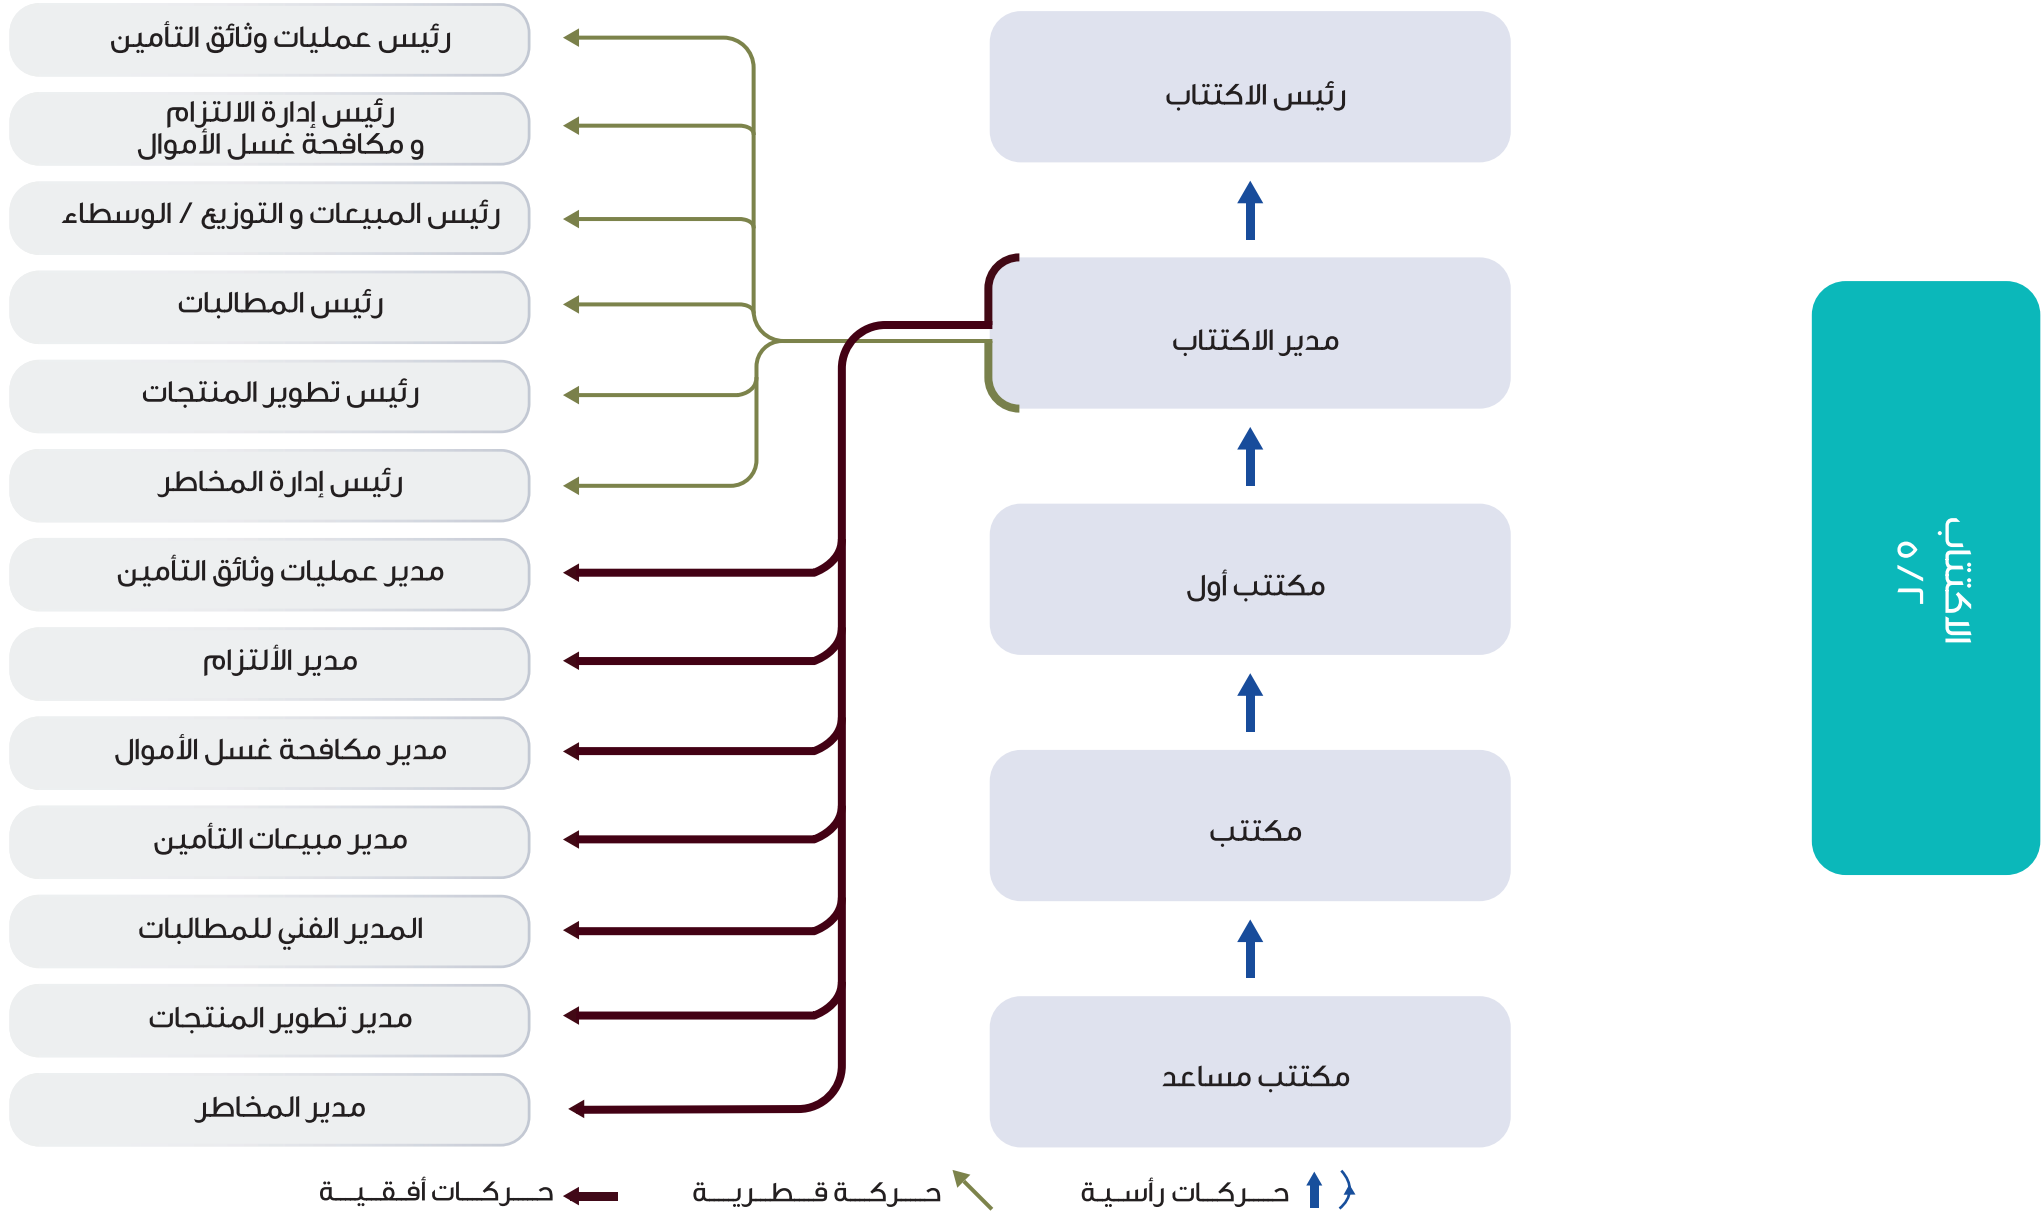 الاكتتاب
٥/٢
رئيس الاكتتاب
مدير الاكتتاب
مكتتب أول
مكتتب
مكتتب مساعد
رئيس عمليات وثائق التأمين
رئيس إدارة الالتزام
و مكافحة غسل الأموال
رئيس المبيعات و التوزيع / الوسطاء
رئيس المطالبات
رئيس تطوير المنتجات
رئيس إدارة المخاطر
مدير عمليات وثائق التأمين
مدير الألتزام
مدير مكافحة غسل الأموال
مدير مبيعات التأمين
المدير الفني للمطالبات
مدير تطوير المنتجات
مدير المخاطر
حـــركـــات رأســيـة
حـــركـــة قـــطـــريـــة
حـــركـــات أفـــقـــيـــة